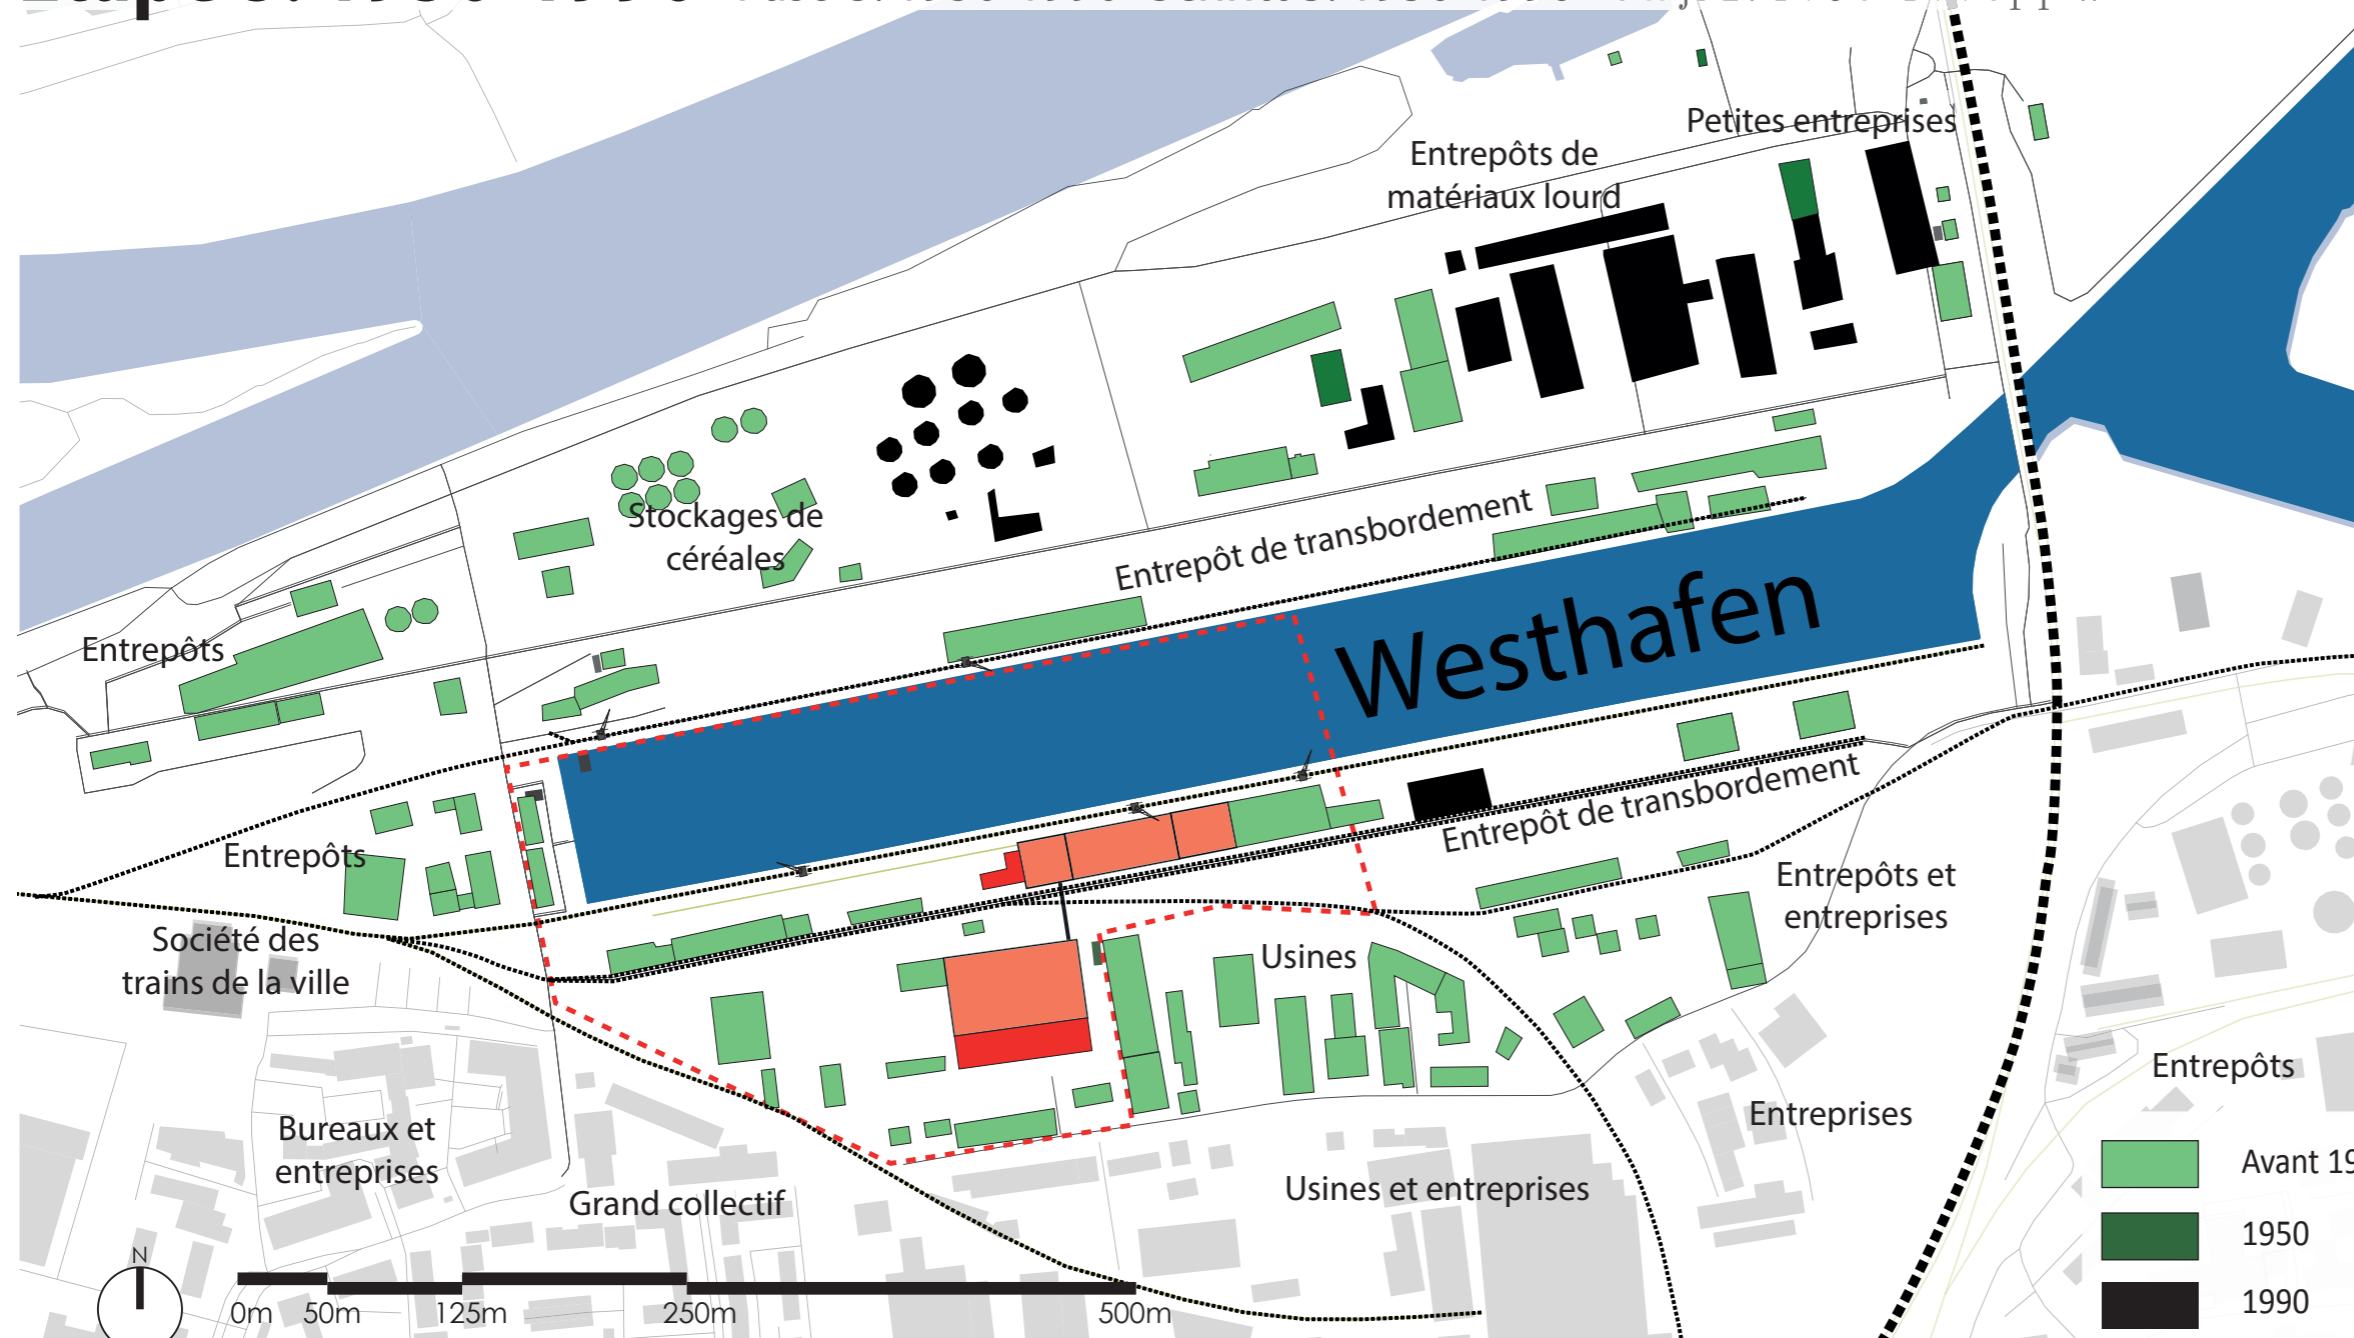 Petites entreprises
Entrepôts de
matériaux lourd
Stockages de
céréales
Entrepôt de transbordement
Westhafen
Entrepôts
Entrepôt de transbordement
Entrepôts
Entrepôts et
entreprises
Société des
trains de la ville
Usines
Entrepôts
Bureaux et
entreprises
Entreprises
Grand collectif
Usines et entreprises
Avant 19
1950
1990
N
0m 50m 125m 250m 500m